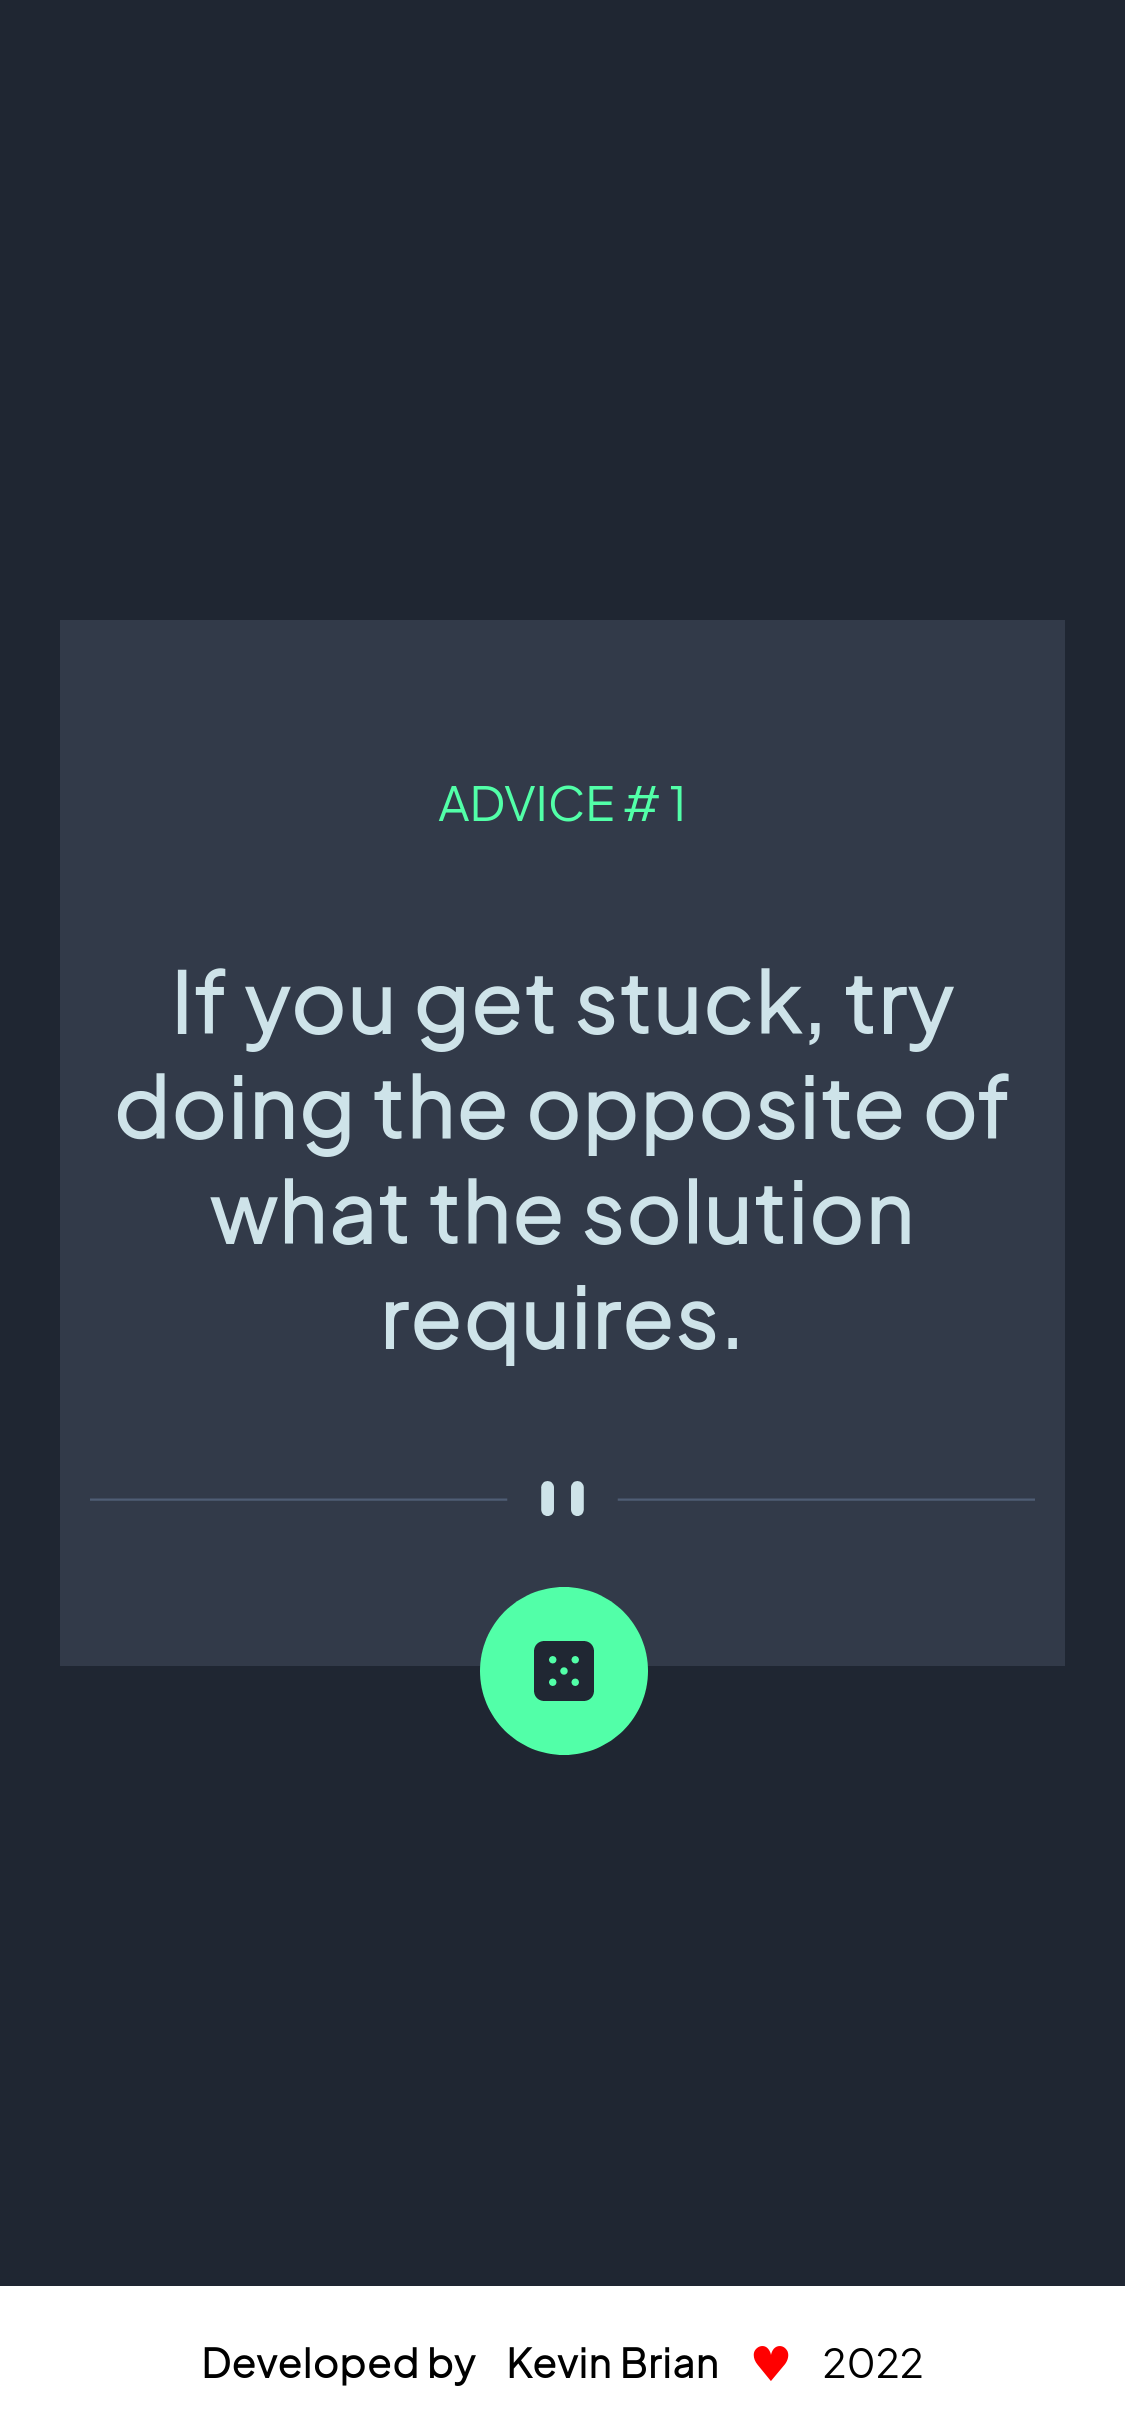 ADVICE # 1
If you get stuck, try
doing the opposite of
what the solution
requires.
Developed by Kevin Brian ♥ 2022